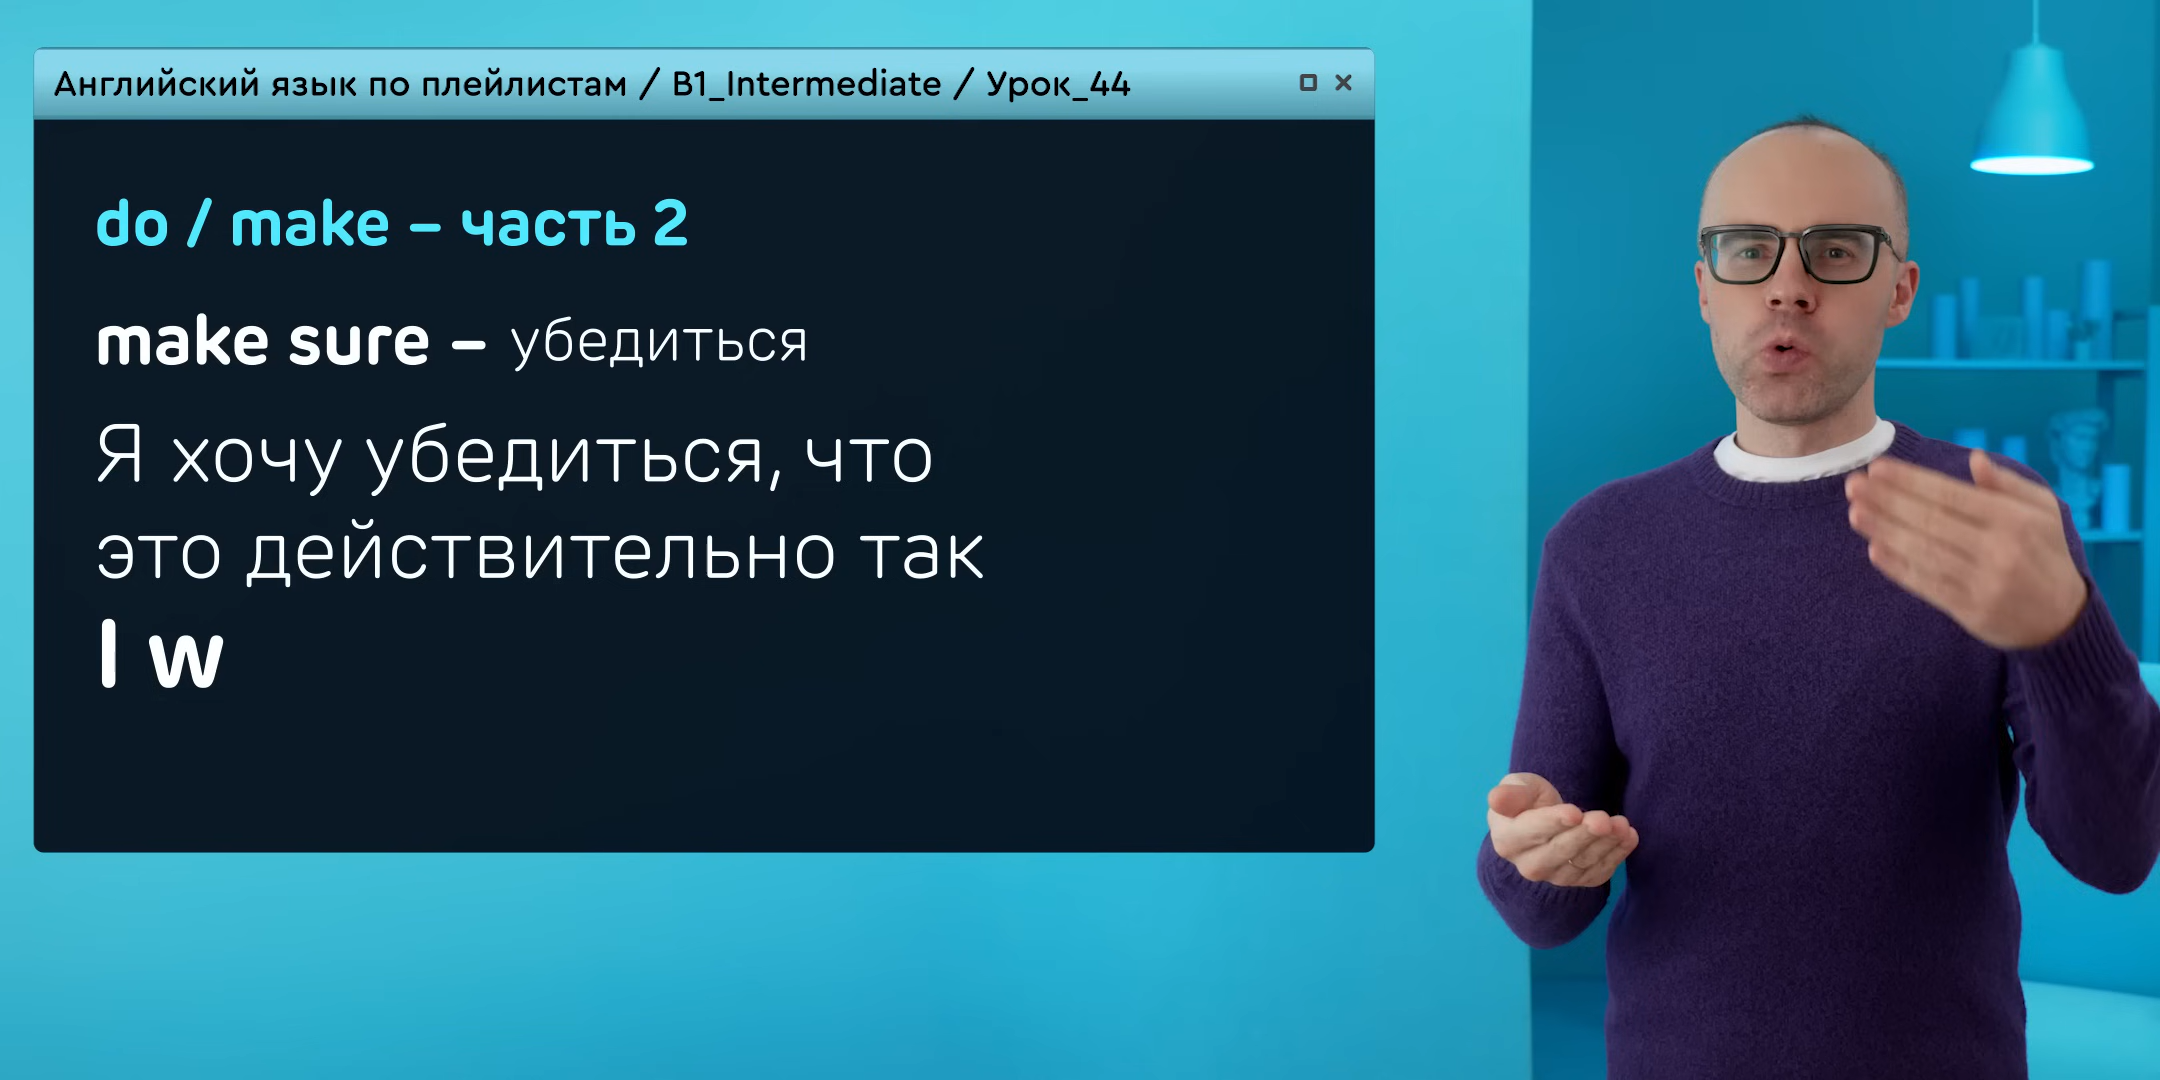 Английский язык по плейлистам / B1_Intermediate / Урок_44
do / make – часть 2
make sure – убедиться
Я хочу убедиться, что
это действительно так
I w